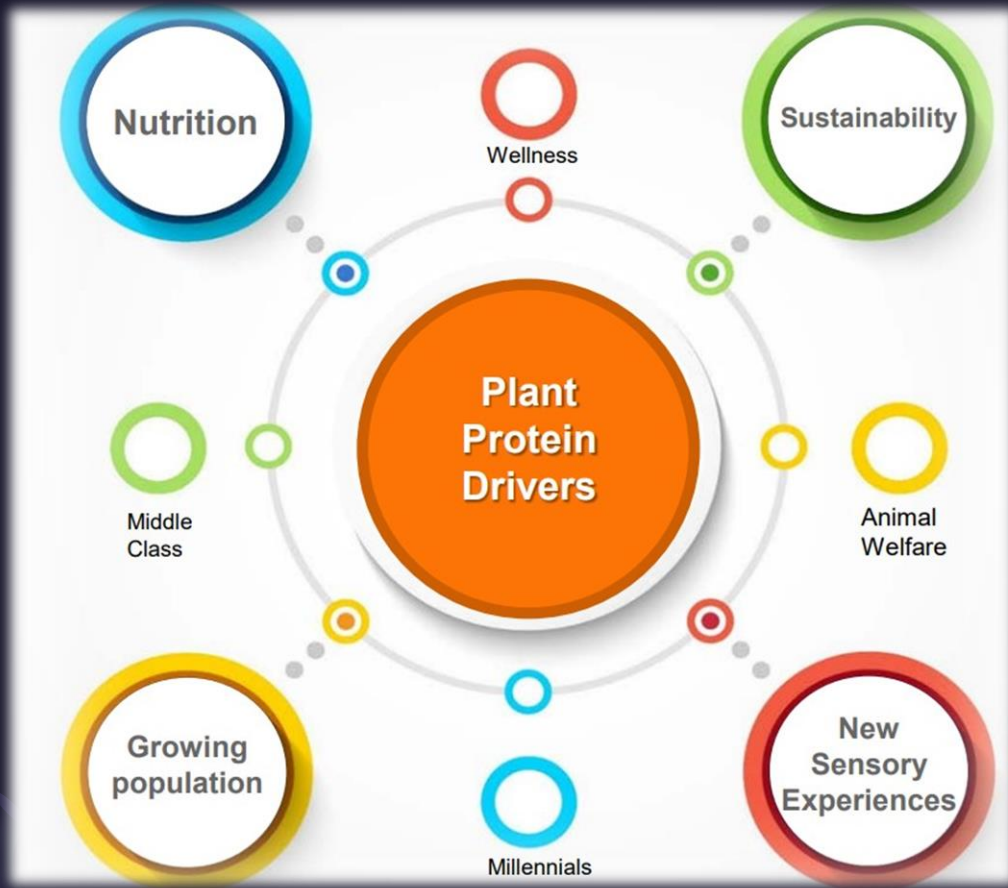 Nutrition
Wellness
Sustainability
Plant
Protein
Drivers
Middle
Class
Animal
Welfare
Growing
population
New
Sensory
Experiences
Millennials